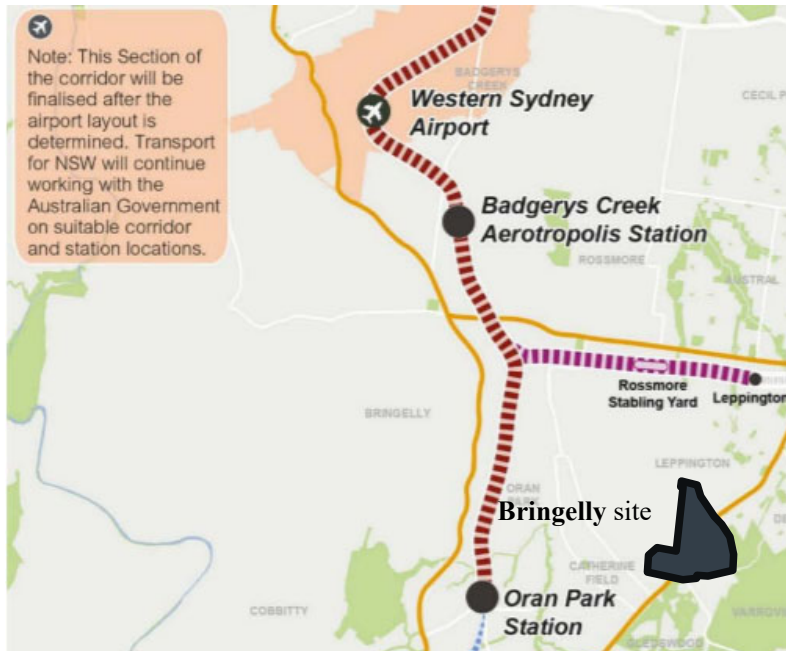 Note: This Section of
the corridor will be
finalised after the
airport layout is
determined. Transport
for NSW will continue
working with the
Australian Government
on suitable corridor
and station locations.
BADGERYS
CREEK
CECIL P
Western Sydney
Airport
Badgerys Creek
Aerotropolis Station
ROSSMORE
AUSTRAL
Rossmore
Stabling Yard
Leppington
BRINGELLY
LEPPINGTON
ORAN
PARK
Bringelly site
DE
CATHERINE
FIELD
COBBITTY
Oran Park
Station
VARROVI
GLEDSWOOD